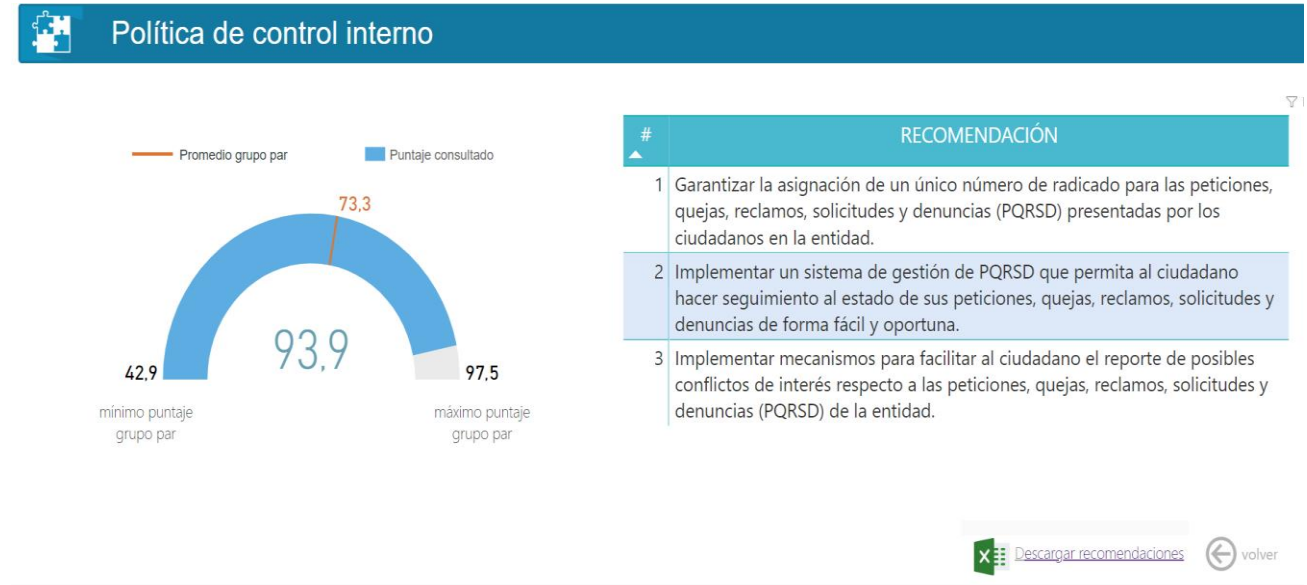 Política de control interno
Promedio grupo par
Puntaje consultado
73,3
93,9
42,9
97,5
mínimo puntaje
grupo par
máximo puntaje
grupo par
# RECOMENDACIÓN
1 Garantizar la asignación de un único número de radicado para las peticiones,
quejas, reclamos, solicitudes y denuncias (PQRSD) presentadas por los
ciudadanos en la entidad.
2 Implementar un sistema de gestión de PQRSD que permita al ciudadano
hacer seguimiento al estado de sus peticiones, quejas, reclamos, solicitudes y
denuncias de forma fácil y oportuna.
3 Implementar mecanismos para facilitar al ciudadano el reporte de posibles
conflictos de interés respecto a las peticiones, quejas, reclamos, solicitudes y
denuncias (PQRSD) de la entidad.
Descargar recomendaciones
volver